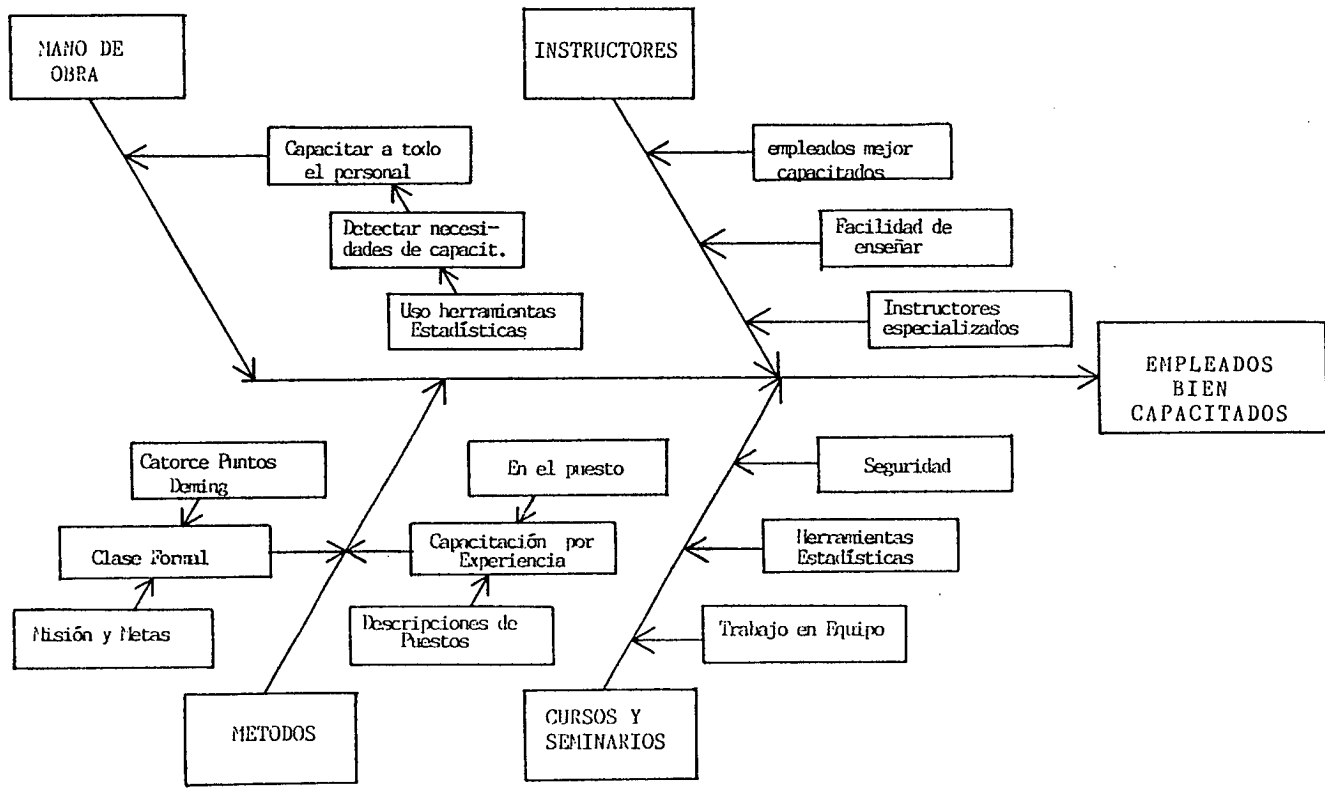 MANO DE
OBRA
INSTRUCTORES
Capacitar a todo
el personal
empleados mejor
capacitados
Detectar necesi-
dades de capacit.
Facilidad de
enseñar
Uso herramientas
Estadísticas
Instructores
especializados
EMPLEADOS
BIEN
CAPACITADOS
Catorce Puntos
Deming
En el puesto
Seguridad
Clase Formal
Capacitación por
Experiencia
Herramientas
Estadísticas
Misión y Metas
Descripciones de
Puestos
Trabajo en Equipo
METODOS
CURSOS Y
SEMINARIOS